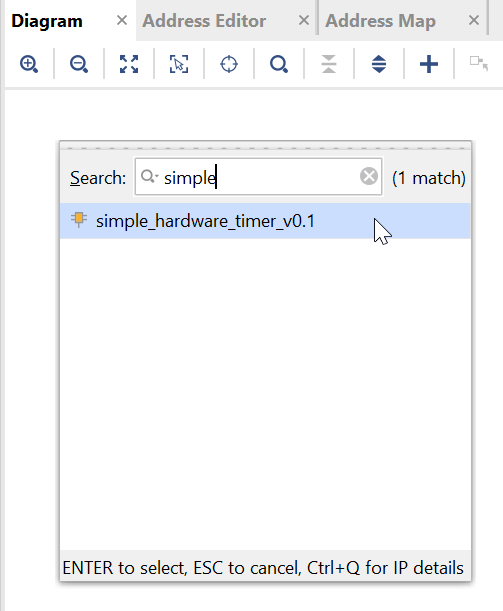 Diagram
Address Editor
Address Map
Search: simple (1 match)
simple_hardware_timer_v0.1
ENTER to select, ESC to cancel, Ctrl+Q for IP details